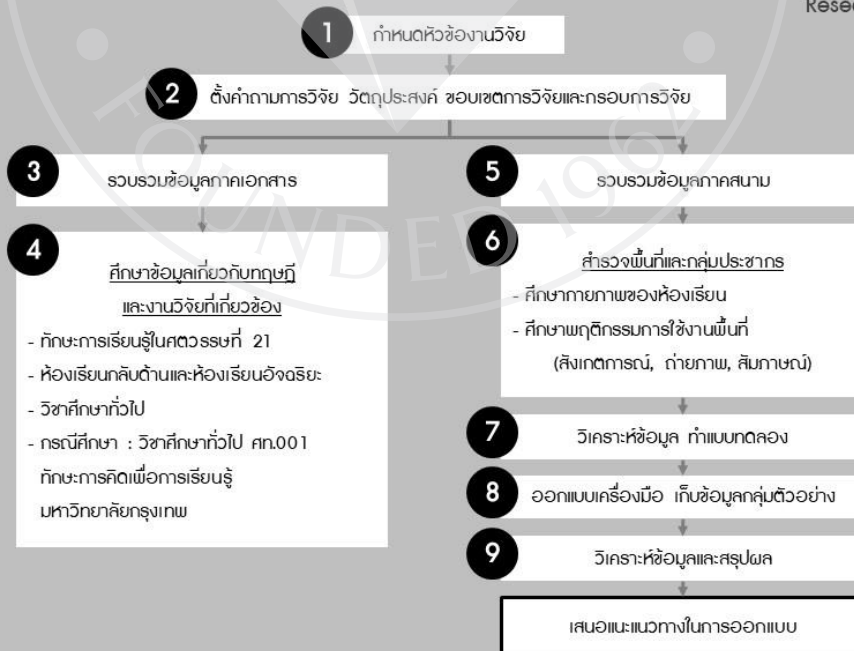 1 กำหนดหัวข้องานวิจัย
2 ตั้งคำถามการวิจัย วัตถุประสงค์ ขอบเขตการวิจัยและกรอบการวิจัย
3 รวบรวมข้อมูลภาคเอกสาร
4
ศึกษาข้อมูลเกี่ยวกับทฤษฎี
และงานวิจัยที่เกี่ยวข้อง
- ทักษะการเรียนรู้ในศตวรรษที่ 21
- ห้องเรียนกลับด้านและห้องเรียนอัจฉริยะ
- วิชาศึกษาทั่วไป
- กรณีศึกษา : วิชาศึกษาทั่วไป ศท.001
ทักษะการคิดเพื่อการเรียนรู้
มหาวิทยาลัยกรุงเทพ
5 รวบรวมข้อมูลภาคสนาม
6
สำรวจพื้นที่และกลุ่มประชากร
- ศึกษากายภาพของห้องเรียน
- ศึกษาพฤติกรรมการใช้งานพื้นที่
(สังเกตการณ์, ถ่ายภาพ, สัมภาษณ์)
7 วิเคราะห์ข้อมูล ทำแบบทดลอง
8 ออกแบบเครื่องมือ เก็บข้อมูลกลุ่มตัวอย่าง
9 วิเคราะห์ข้อมูลและสรุปผล
เสนอแนะแนวทางในการออกแบบ
FOUNDED 1962